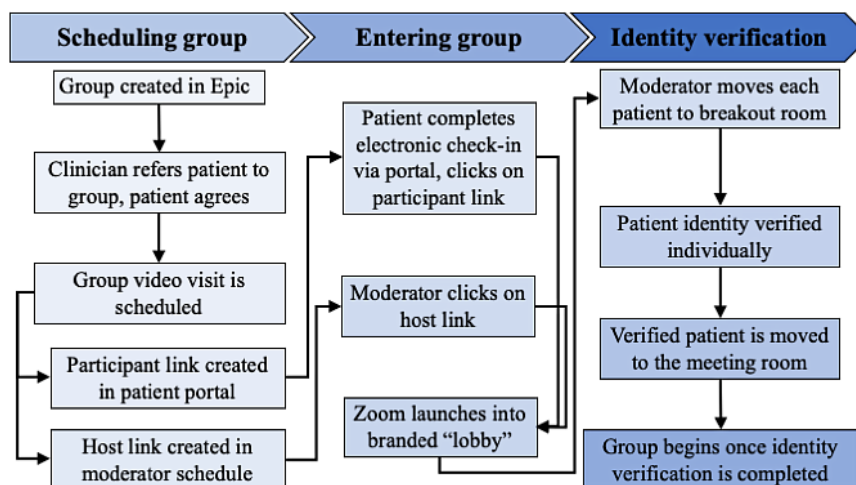 Scheduling group
Entering group
Identity verification
Group created in Epic
Clinician refers patient to
group, patient agrees
Group video visit is
scheduled
Participant link created
in patient portal
Host link created in
moderator schedule
Patient completes
electronic check-in
via portal, clicks on
participant link
Moderator clicks on
host link
Zoom launches into
branded “lobby”
Moderator moves each
patient to breakout room
Patient identity verified
individually
Verified patient is moved
to the meeting room
Group begins once identity
verification is completed